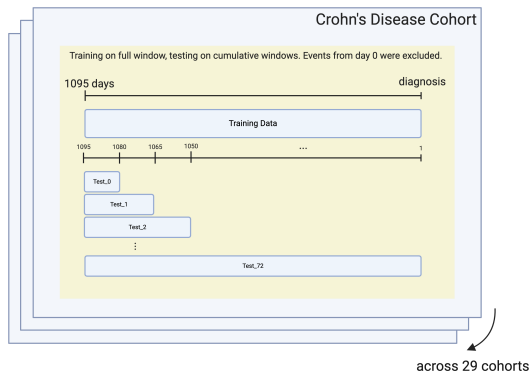 Crohn's Disease Cohort
Training on full window, testing on cumulative windows. Events from day 0 were excluded.
1095 days diagnosis
Training Data
1095 1080 1065 1050 ... 1
Test_0
Test_1
Test_2
⋮
Test_72
across 29 cohorts